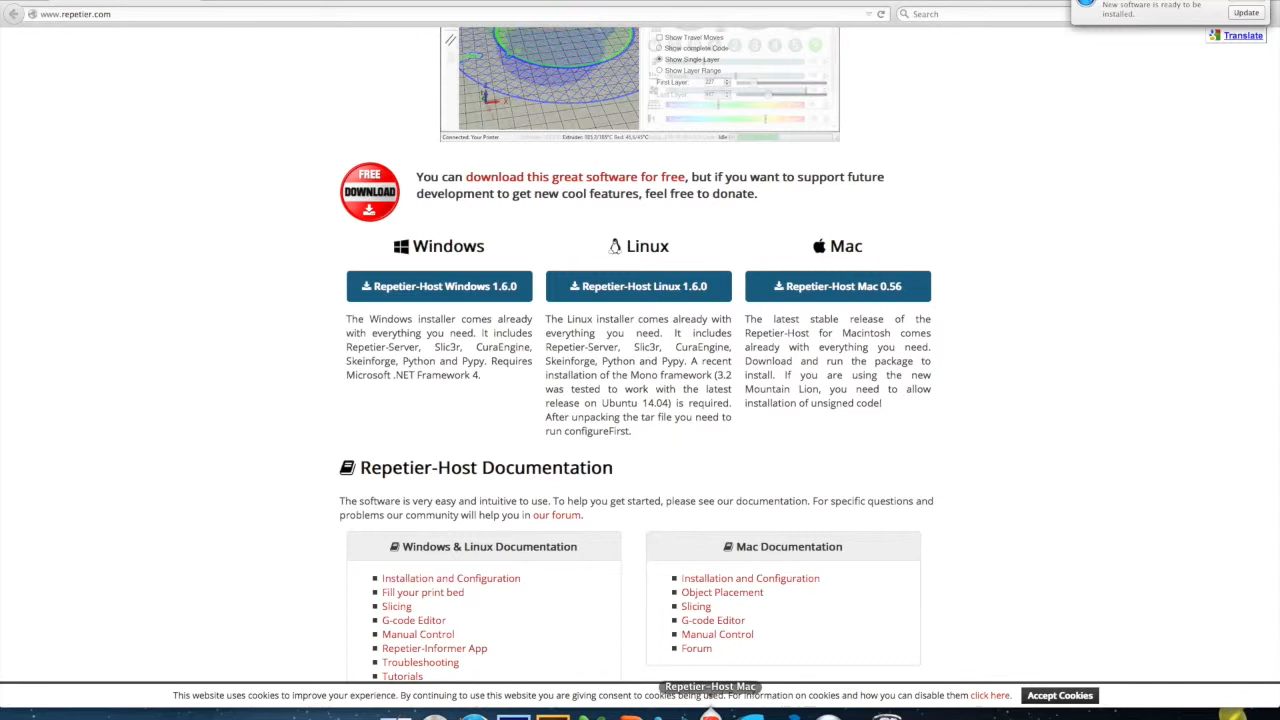 www.repetier.com
Search
New software is ready to be
installed.
Update
Translate
Show Travel Moves
Show complete Code
Show Single Layer
Show Layer Range
First Layer:
227
Connected: Your Printer
Idle
FREE
DOWNLOAD
You can download this great software for free, but if you want to support future
development to get new cool features, feel free to donate.
Windows
Linux
Mac
Repetier-Host Windows 1.6.0
Repetier-Host Linux 1.6.0
Repetier-Host Mac 0.56
The Windows installer comes already
with everything you need. It includes
Repetier-Server, Slic3r, CuraEngine,
Skeinforge, Python and Pypy. Requires
Microsoft .NET Framework 4.
The Linux installer comes already with
everything you need. It includes
Repetier-Server, Slic3r, CuraEngine,
Skeinforge, Python and Pypy. A recent
installation of the Mono framework (3.2
was tested to work with the latest
release on Ubuntu 14.04) is required.
After unpacking the tar file you need to
run configureFirst.
The latest stable release of the
Repetier-Host for Macintosh comes
already with everything you need.
Download and run the package to
install. If you are using the new
Mountain Lion, you need to allow
installation of unsigned code!
Repetier-Host Documentation
The software is very easy and intuitive to use. To help you get started, please see our documentation. For specific questions and
problems our community will help you in our forum.
Windows & Linux Documentation
Installation and Configuration
Fill your print bed
Slicing
G-code Editor
Manual Control
Repetier-Informer App
Troubleshooting
Tutorials
Mac Documentation
Installation and Configuration
Object Placement
Slicing
G-code Editor
Manual Control
Forum
Repetier-Host Mac
This website uses cookies to improve your experience. By continuing to use this website you are giving consent to cookies being used. For information on cookies and how you can disable them click here.
Accept Cookies